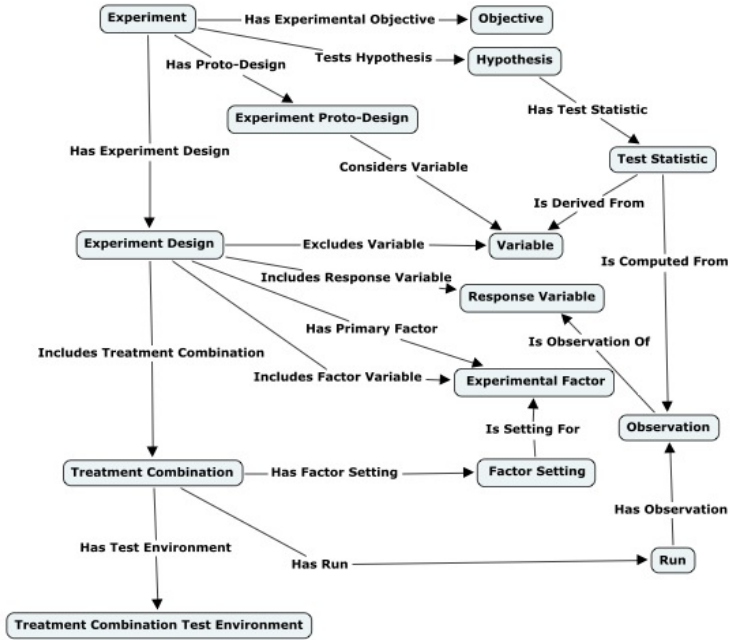 Experiment
Has Experimental Objective
Objective
Tests Hypothesis
Hypothesis
Has Proto-Design
Experiment Proto-Design
Has Test Statistic
Has Experiment Design
Test Statistic
Considers Variable
Is Derived From
Experiment Design
Excludes Variable
Variable
Is Computed From
Includes Response Variable
Response Variable
Has Primary Factor
Is Observation Of
Includes Treatment Combination
Includes Factor Variable
Experimental Factor
Is Setting For
Observation
Treatment Combination
Has Factor Setting
Factor Setting
Has Observation
Has Test Environment
Has Run
Run
Treatment Combination Test Environment